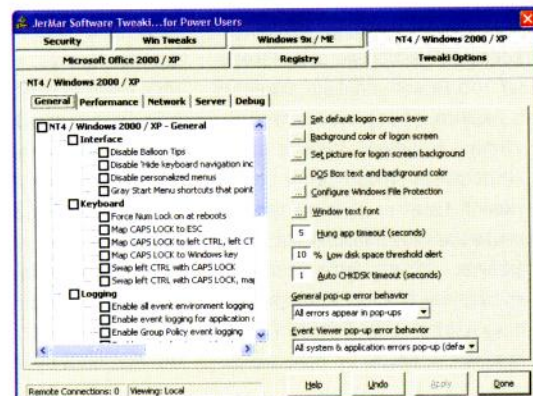 JerMar Software Tweaki...for Power Users
Security
Win Tweaks
Windows 9x / ME
NT4 / Windows 2000 / XP
Microsoft Office 2000 / XP
Registry
Tweaki Options
NT4 / Windows 2000 / XP
General
Performance
Network
Server
Debug
NT4 / Windows 2000 / XP - General
Interface
Disable Balloon Tips
Disable 'Hide keyboard navigation inc
Disable personalized menus
Gray Start Menu shortcuts that point
Keyboard
Force Num Lock on at reboots
Map CAPS LOCK to ESC
Map CAPS LOCK to left CTRL, left CT
Map CAPS LOCK to Windows key
Swap left CTRL with CAPS LOCK
Swap left CTRL with CAPS LOCK, ma
Logging
Enable all event environment logging
Enable event logging for application
Enable Group Policy event logging
... Set default logon screen saver
... Background color of logon screen
... Set picture for logon screen background
... DOS Box text and background color
... Configure Windows File Protection
... Window text font
5 Hung app timeout (seconds)
10 % Low disk space threshold alert
1 Auto CHKDSK timeout (seconds)
General pop-up error behavior
All errors appear in pop-ups
Event Viewer pop-up error behavior
All system & application errors pop-up (defa
Remote Connections: 0
Viewing: Local
Help
Undo
Apply
Done